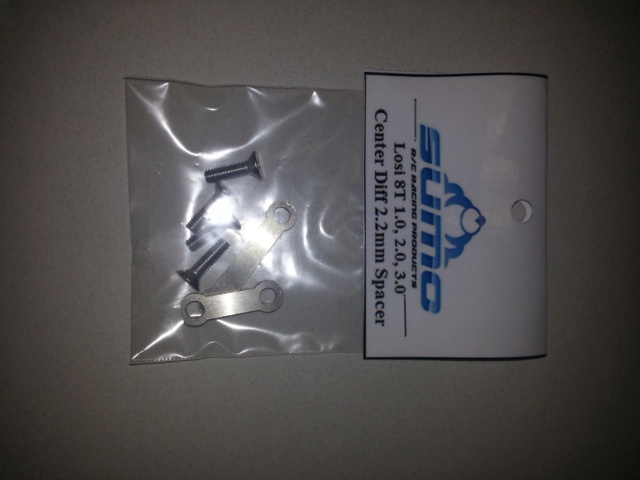 SUMO
R/C RACING PRODUCTS
Losi 8T 1.0, 2.0, 3.0
Center Diff 2.2mm Spacer